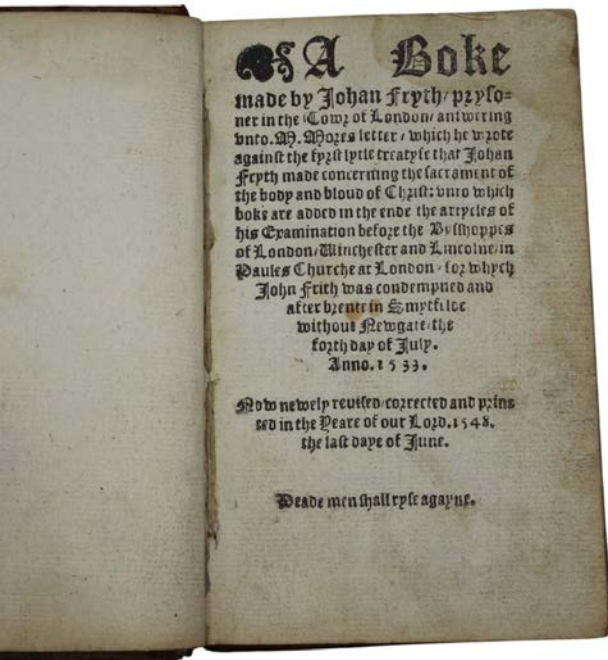 A Boke
made by Johan Fryth/ pryso=
ner in the Towr of London/ answering
vnto. M. Mores letter/ which he wrote
against the fyrst lytle treatyse that Johan
Fryth made concerning the sacrament of
the body and bloud of Christ: vnto which
boke are added in the ende the artycles of
his Examination before the Bysshoppes
of London/ Winchester and Lincolne/ in
Paules Churche at London/ for whych
John Frith was condempned and
after brente in Smytfilde
without Newgate/ the
forth day of July.
Anno. 1533.
Now newely reuised/ corrected and prins
ted in the Yeare of our Lord. 1548.
the last daye of June.
Deade men shall ryse agayne.